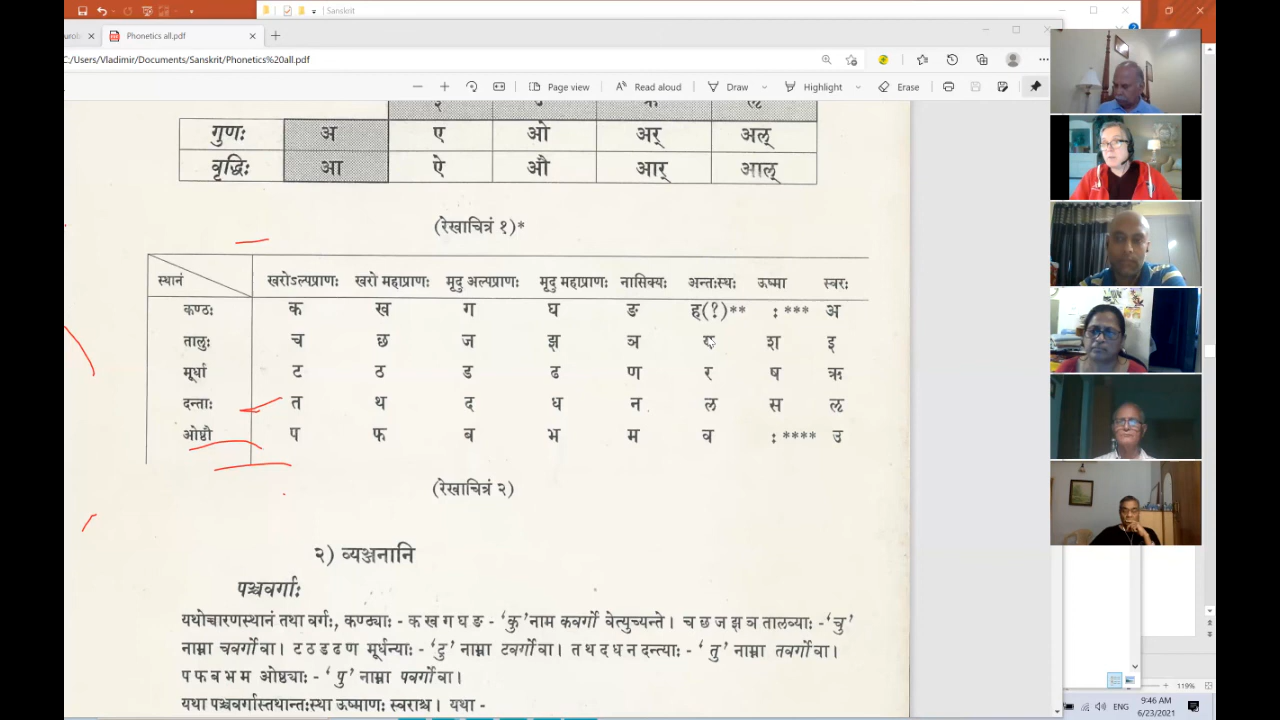 Sanskrit
Phonetics all.pdf
C:/Users/Vladimir/Documents/Sanskrit/Phonetics%20all.pdf
Page view Read aloud Draw Highlight Erase
गुणः अ ए ओ अर् अल्
वृद्धिः आ ऐ औ आर् आल्
(रेखाचित्रं १)*
स्थानं खरोऽल्पप्राणः खरो महाप्राणः मृदु अल्पप्राणः मृदु महाप्राणः नासिक्यः अन्तःस्थः ऊष्मा स्वरः
कण्ठः क ख ग घ ङ ह(?)** :*** अ
तालुः च छ ज झ ञ य श इ
मूर्धा ट ठ ड ढ ण र ष ऋ
दन्ताः त थ द ध न ल स ऌ
ओष्ठौ प फ ब भ म व :**** उ
(रेखाचित्रं २)
२) व्यञ्जनानि
पञ्चवर्गाः
यथोच्चारणस्थानं तथा वर्गः, कण्ठ्याः - क ख ग घ ङ - ‘कु’ नाम कवर्गो वेत्युच्यन्ते। च छ ज झ ञ तालव्याः -‘चु’
नाम्ना चवर्गो वा। ट ठ ड ढ ण मूर्धन्याः - ‘टु’ नाम्ना टवर्गो वा। त थ द ध न दन्त्याः - ‘तु’ नाम्ना तवर्गो वा।
प फ ब भ म ओष्ठ्याः - ‘पु’ नाम्ना पवर्गो वा।
यथा पञ्चवर्गास्तथान्तःस्था ऊष्माणः स्वराश्च। यथा -
119%
9:46 AM
6/23/2021